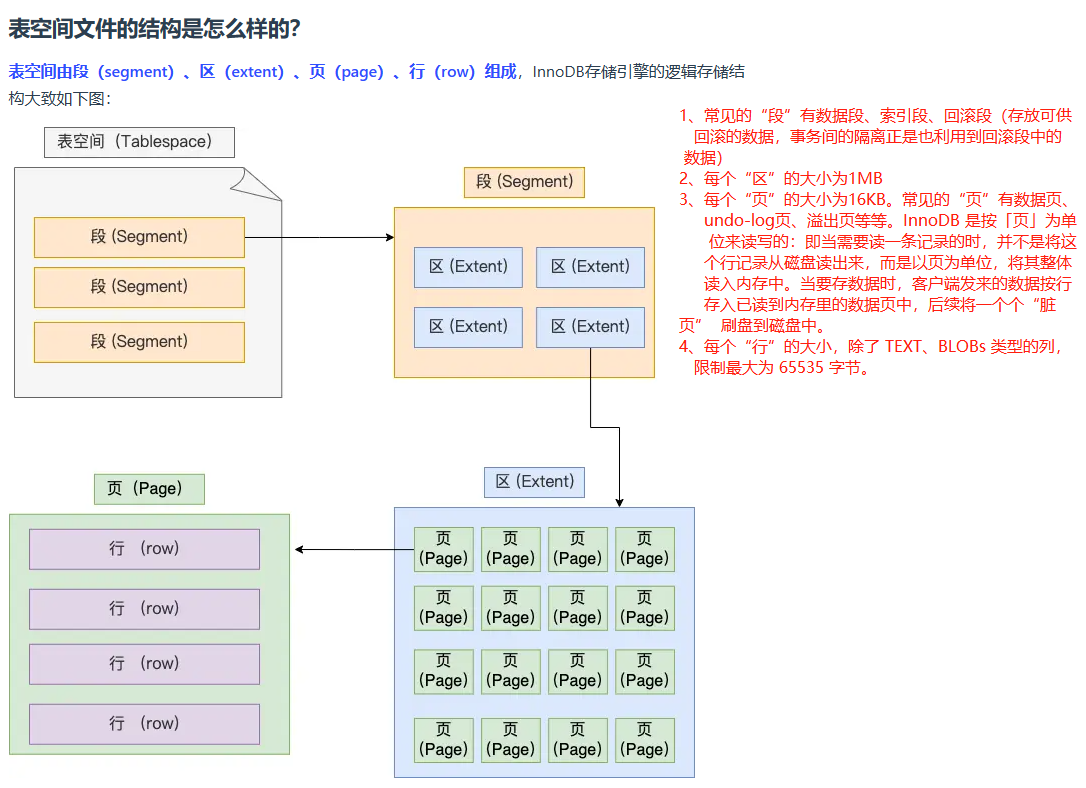 表空间文件的结构是怎么样的？
表空间由段（segment）、区（extent）、页（page）、行（row）组成，InnoDB存储引擎的逻辑存储结
构大致如下图：
表空间（Tablespace）
段 (Segment)
段 (Segment)
段 (Segment)
段 (Segment)
区 (Extent)
区 (Extent)
区 (Extent)
区 (Extent)
1、常见的“段”有数据段、索引段、回滚段（存放可供
回滚的数据，事务间的隔离正是也利用到回滚段中的
数据）
2、每个“区”的大小为1MB
3、每个“页”的大小为16KB。常见的“页”有数据页、
undo-log页、溢出页等等。InnoDB 是按「页」为单
位来读写的：即当需要读一条记录的时，并不是将这
个行记录从磁盘读出来，而是以页为单位，将其整体
读入内存中。当要存数据时，客户端发来的数据按行
存入已读到内存里的数据页中，后续将一个个“脏
页” 刷盘到磁盘中。
4、每个“行”的大小，除了 TEXT、BLOBs 类型的列，
限制最大为 65535 字节。
页（Page）
行 （row）
行 （row）
行 （row）
行 （row）
区 (Extent)
页 页 页 页
(Page) (Page) (Page) (Page)
页 页 页 页
(Page) (Page) (Page) (Page)
页 页 页 页
(Page) (Page) (Page) (Page)
页 页 页 页
(Page) (Page) (Page) (Page)